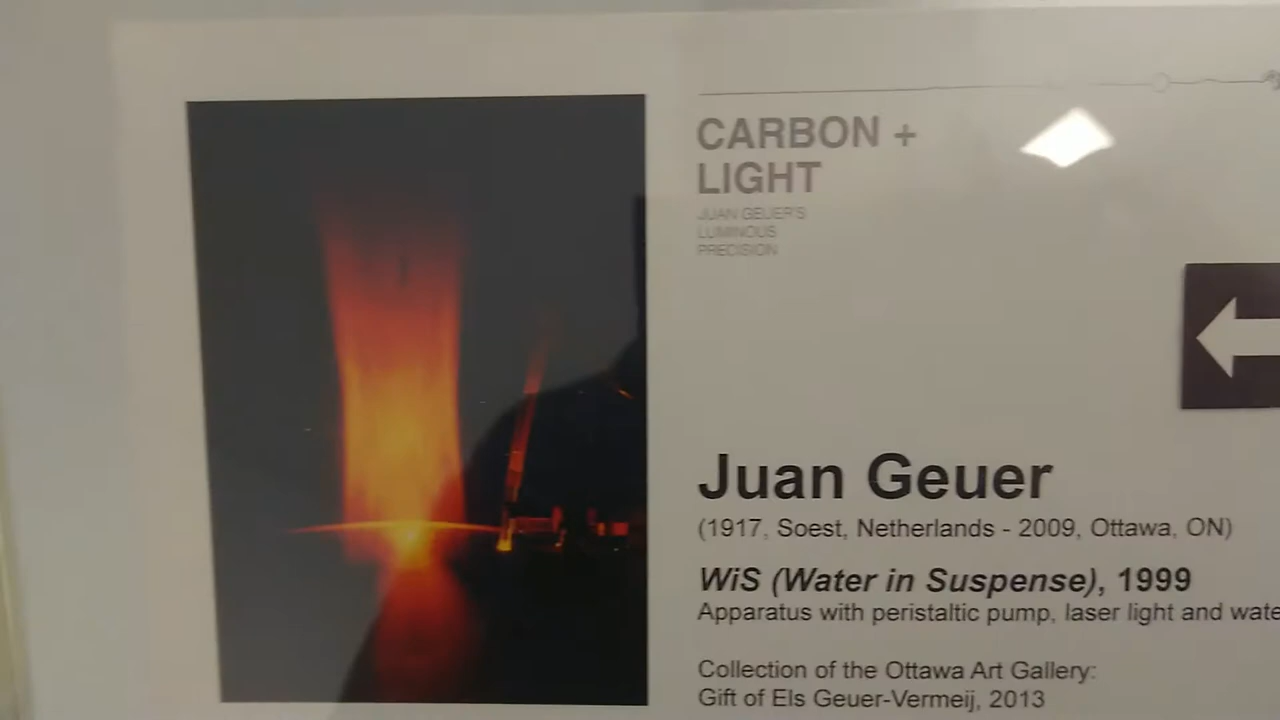 CARBON +
LIGHT
JUAN GEUER'S
LUMINOUS
PRECISION
Juan Geuer
(1917, Soest, Netherlands - 2009, Ottawa, ON)
WiS (Water in Suspense), 1999
Apparatus with peristaltic pump, laser light and wate
Collection of the Ottawa Art Gallery:
Gift of Els Geuer-Vermeij, 2013